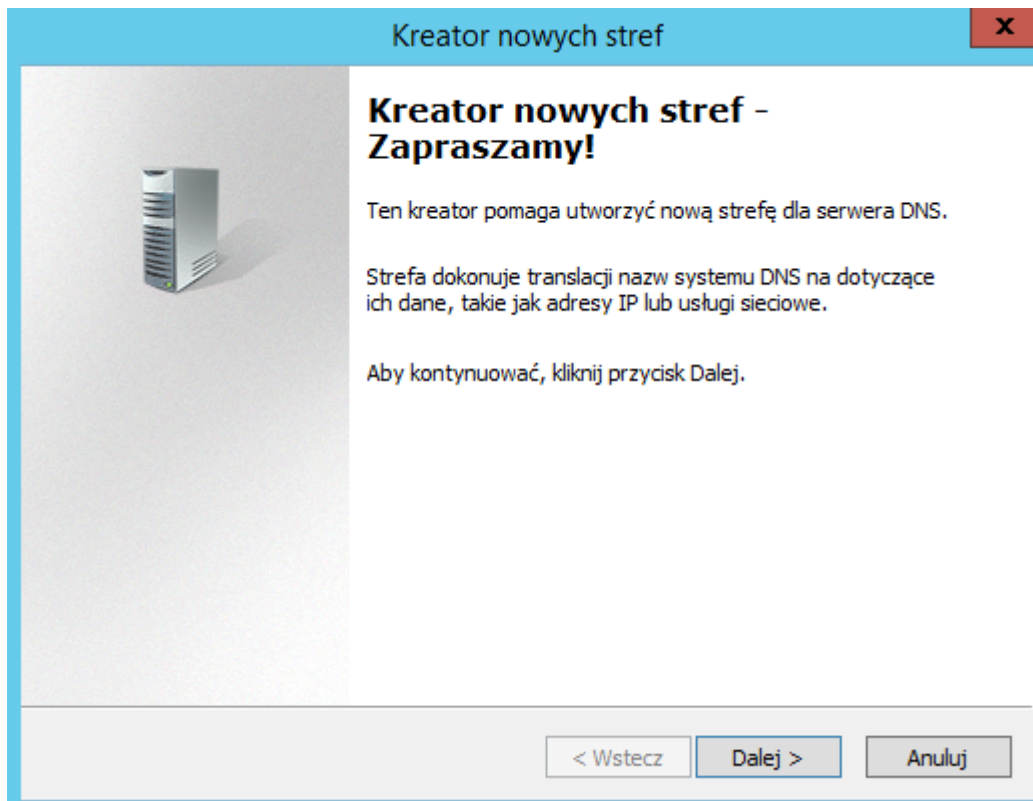 Kreator nowych stref
x
Kreator nowych stref -
Zapraszamy!
Ten kreator pomaga utworzyć nową strefę dla serwera DNS.
Strefa dokonuje translacji nazw systemu DNS na dotyczące
ich dane, takie jak adresy IP lub usługi sieciowe.
Aby kontynuować, kliknij przycisk Dalej.
< Wstecz Dalej > Anuluj